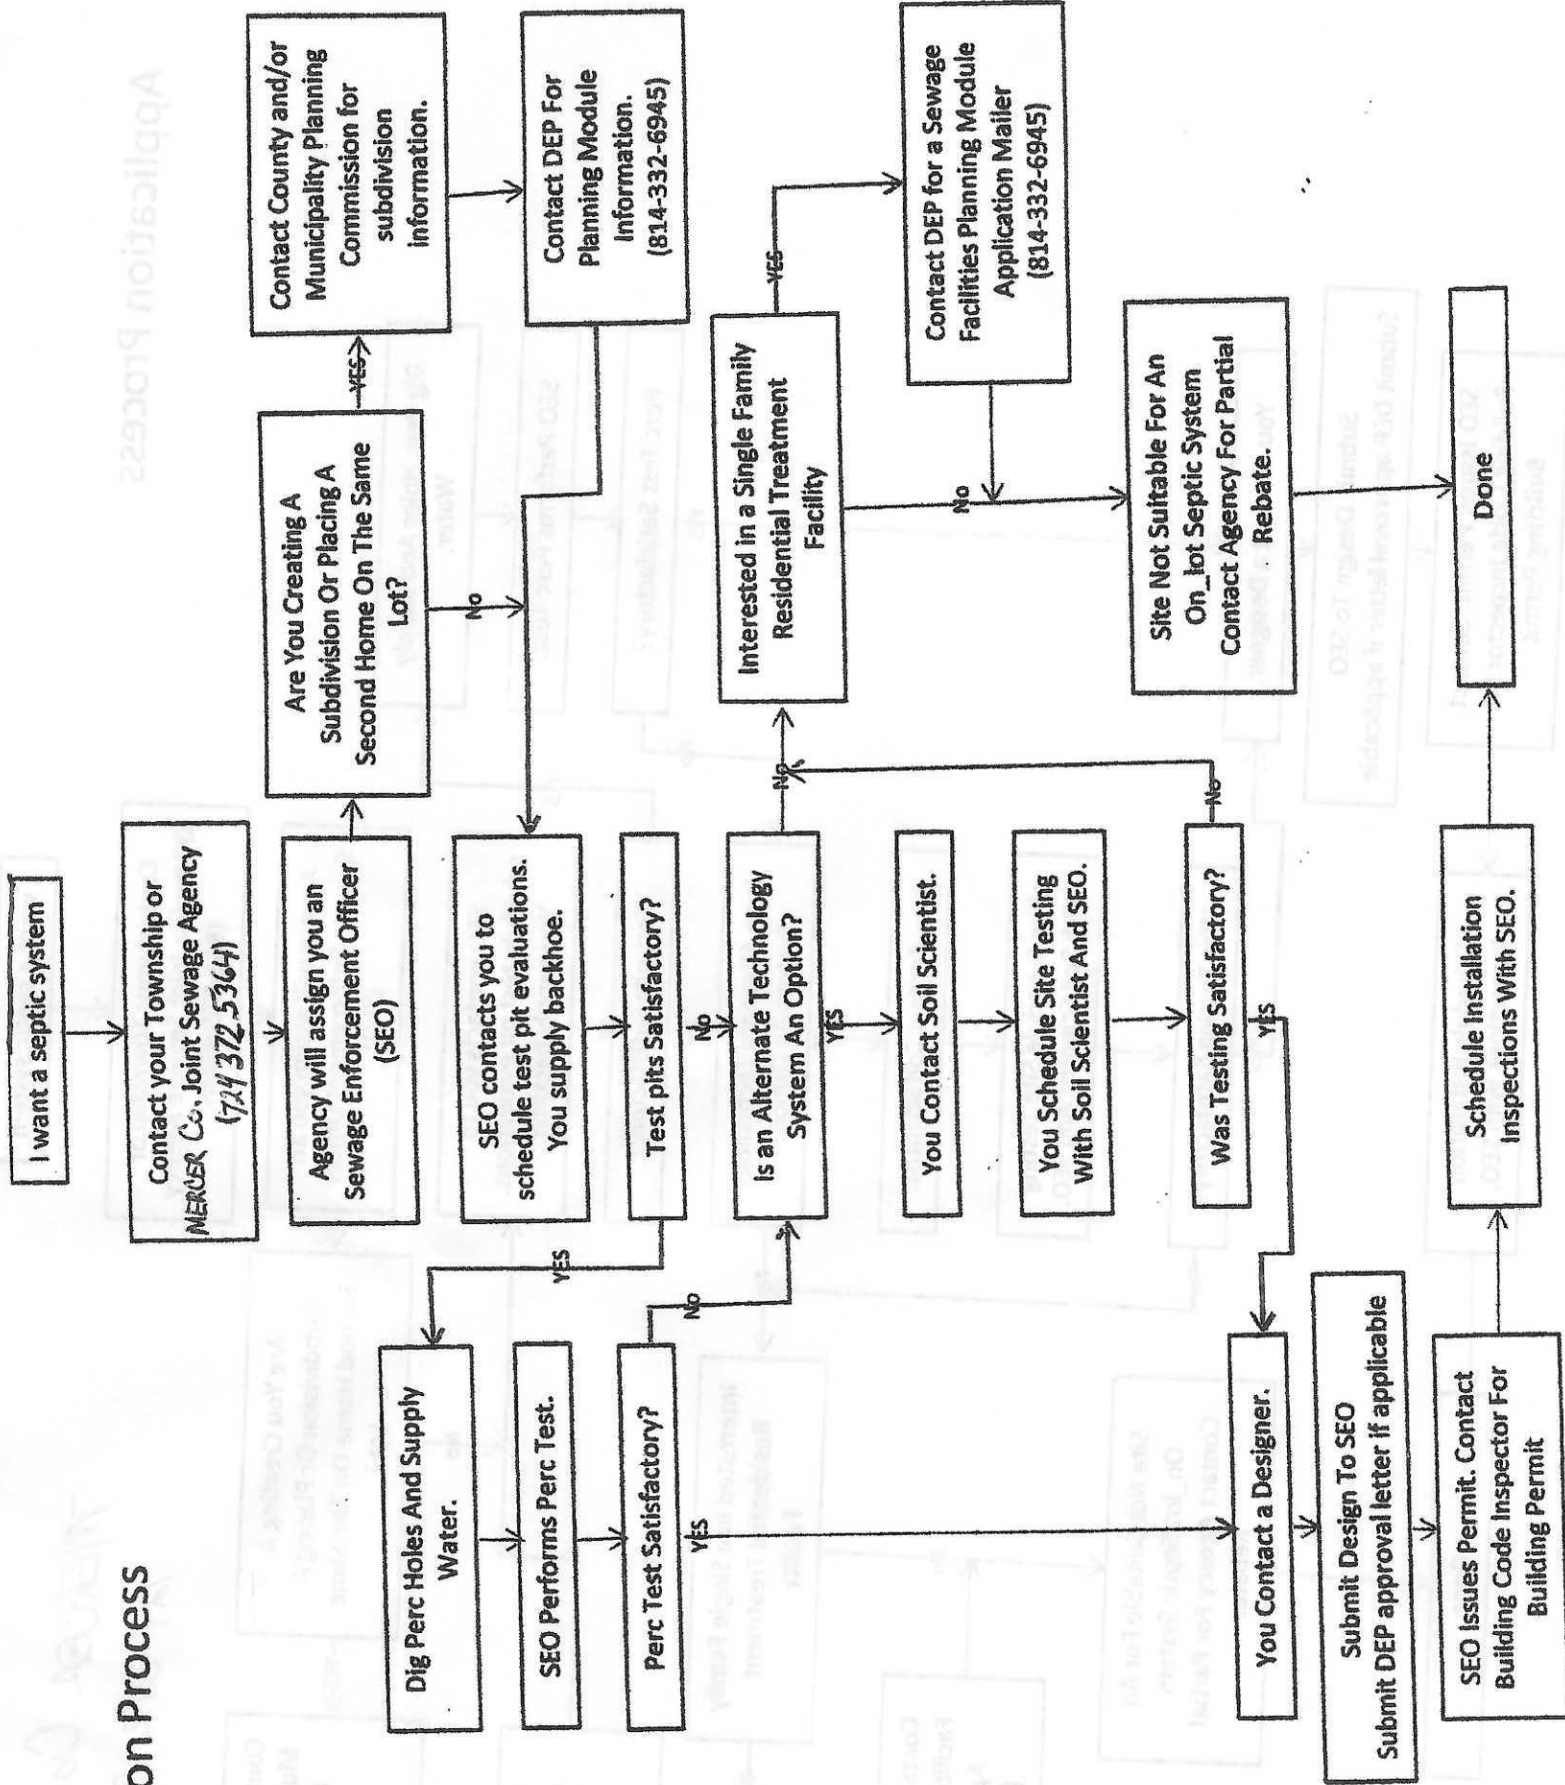 on Process
I want a septic system
Contact your Township or
MERCER Co. Joint Sewage Agency
(724 372 5364)
Agency will assign you an
Sewage Enforcement Officer
(SEO)
Are You Creating A
Subdivision Or Placing A
Second Home On The Same
Lot?
YES
Contact County and/or
Municipality Planning
Commission for
subdivision
information.
Contact DEP For
Planning Module
Information.
(814-332-6945)
No
SEO contacts you to
schedule test pit evaluations.
You supply backhoe.
Test pits Satisfactory?
YES
Dig Perc Holes And Supply
Water.
SEO Performs Perc Test.
Perc Test Satisfactory?
No
YES
No
Is an Alternate Technology
System An Option?
No
YES
Interested in a Single Family
Residential Treatment
Facility
YES
Contact DEP for a Sewage
Facilities Planning Module
Application Mailer
(814-332-6945)
No
Site Not Suitable For An
On_lot Septic System
Contact Agency For Partial
Rebate.
You Contact Soil Scientist.
You Schedule Site Testing
With Soil Scientist And SEO.
Was Testing Satisfactory?
No
YES
You Contact a Designer.
Submit Design To SEO
Submit DEP approval letter if applicable
SEO Issues Permit. Contact
Building Code Inspector For
Building Permit
Schedule Installation
Inspections With SEO.
Done
Application Process